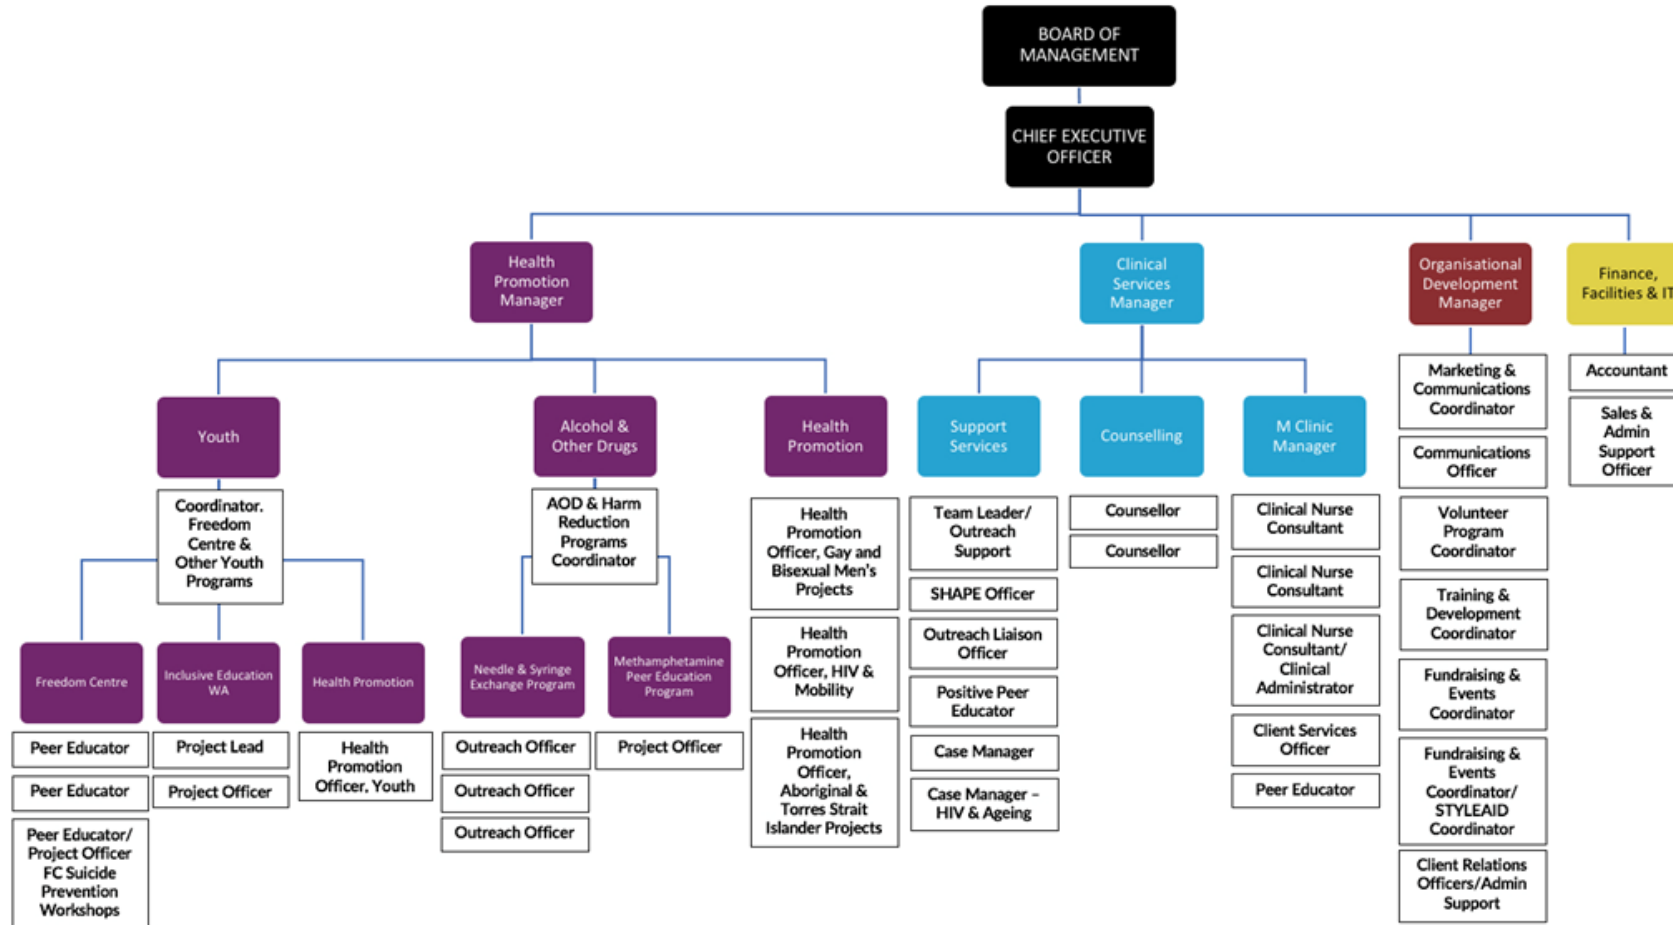 BOARD OF
MANAGEMENT
CHIEF EXECUTIVE
OFFICER
Health
Promotion
Manager
Clinical
Services
Manager
Organisational
Development
Manager
Finance,
Facilities & IT
Youth
Alcohol &
Other Drugs
Health
Promotion
Support
Services
Counselling
M Clinic
Manager
Coordinator.
Freedom
Centre &
Other Youth
Programs
AOD & Harm
Reduction
Programs
Coordinator
Freedom Centre
Inclusive Education
WA
Health Promotion
Needle & Syringe
Exchange Program
Methamphetamine
Peer Education
Program
Peer Educator
Peer Educator
Peer Educator/
Project Officer
FC Suicide
Prevention
Workshops
Project Lead
Project Officer
Health
Promotion
Officer, Youth
Outreach Officer
Outreach Officer
Outreach Officer
Project Officer
Health
Promotion
Officer, Gay and
Bisexual Men's
Projects
Health
Promotion
Officer, HIV &
Mobility
Health
Promotion
Officer,
Aboriginal &
Torres Strait
Islander Projects
Team Leader/
Outreach
Support
SHAPE Officer
Outreach Liaison
Officer
Positive Peer
Educator
Case Manager
Case Manager –
HIV & Ageing
Counsellor
Counsellor
Clinical Nurse
Consultant
Clinical Nurse
Consultant
Clinical Nurse
Consultant/
Clinical
Administrator
Client Services
Officer
Peer Educator
Marketing &
Communications
Coordinator
Communications
Officer
Volunteer
Program
Coordinator
Training &
Development
Coordinator
Fundraising &
Events
Coordinator
Fundraising &
Events
Coordinator/
STYLEAID
Coordinator
Client Relations
Officers/Admin
Support
Accountant
Sales &
Admin
Support
Officer